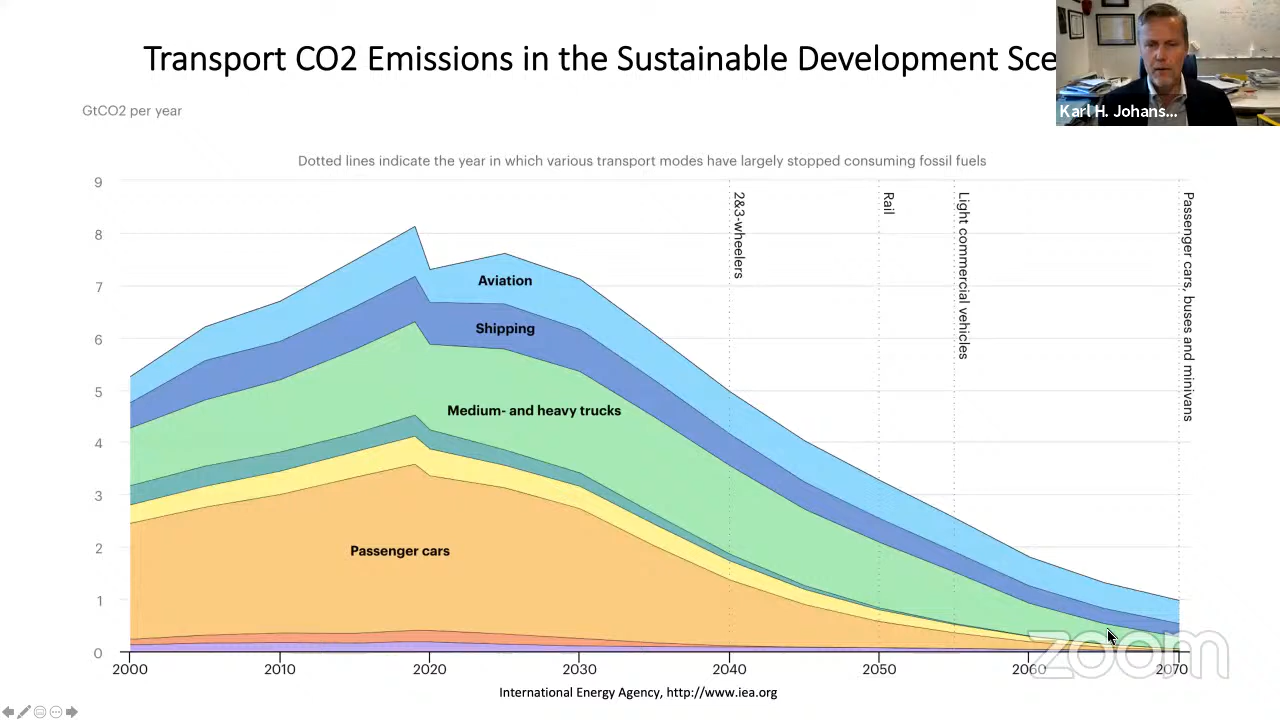 Transport CO2 Emissions in the Sustainable Development Sce
Karl H. Johans...
GtCO2 per year
Dotted lines indicate the year in which various transport modes have largely stopped consuming fossil fuels
9
8
7
6
5
4
3
2
1
0
2&3-wheelers
Rail
Light commercial vehicles
Passenger cars, buses and minivans
Aviation
Shipping
Medium- and heavy trucks
Passenger cars
2000 2010 2020 2030 2040 2050 2060 2070
zoom
International Energy Agency, http://www.iea.org